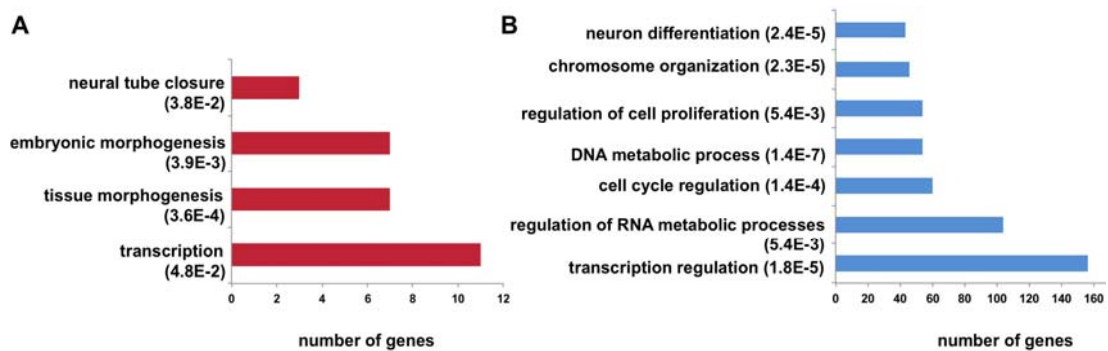 A
neural tube closure
(3.8E-2)
embryonic morphogenesis
(3.9E-3)
tissue morphogenesis
(3.6E-4)
transcription
(4.8E-2)
0 2 4 6 8 10 12
number of genes
B
neuron differentiation (2.4E-5)
chromosome organization (2.3E-5)
regulation of cell proliferation (5.4E-3)
DNA metabolic process (1.4E-7)
cell cycle regulation (1.4E-4)
regulation of RNA metabolic processes
(5.4E-3)
transcription regulation (1.8E-5)
0 20 40 60 80 100 120 140 160
number of genes